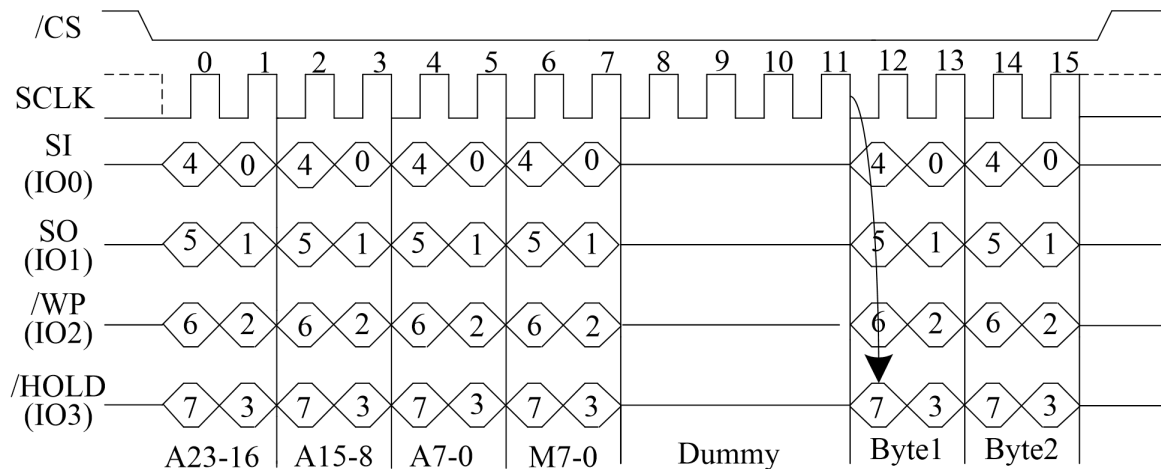 /CS
0 1 2 3 4 5 6 7 8 9 10 11 12 13 14 15
SCLK
SI
(IO0)
4 0 4 0 4 0 4 0 4 0 4 0
SO
(IO1)
5 1 5 1 5 1 5 1 5 1 5 1
/WP
(IO2)
6 2 6 2 6 2 6 2 6 2 6 2
/HOLD
(IO3)
7 3 7 3 7 3 7 3 7 3 7 3
A23-16 A15-8 A7-0 M7-0 Dummy Byte1 Byte2